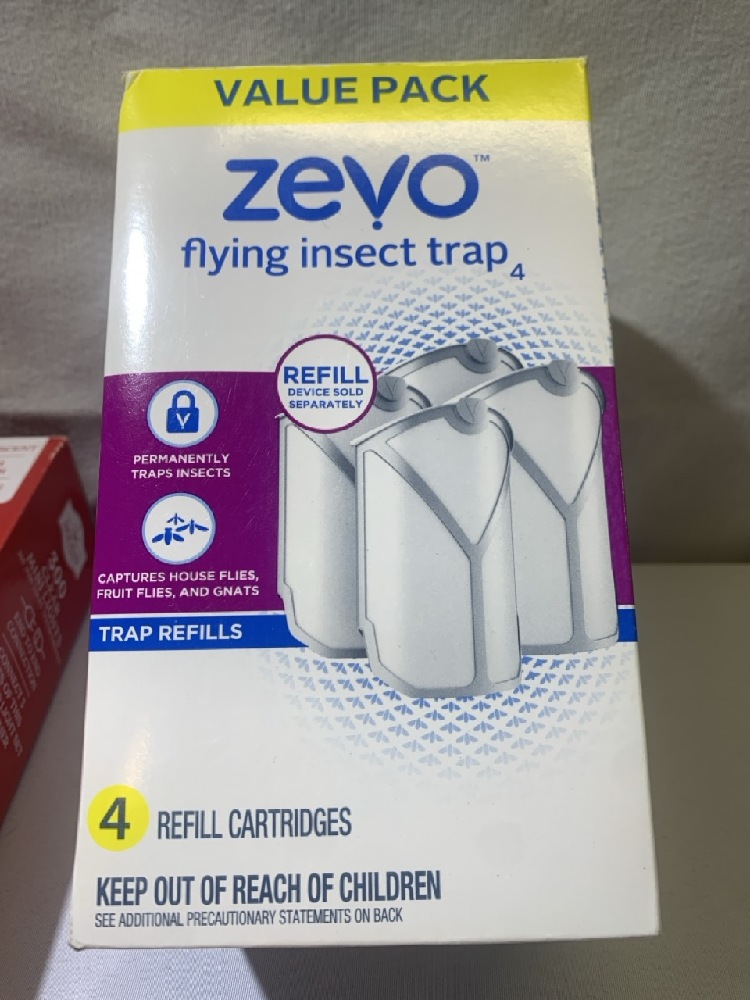 VALUE PACK
zevo™
flying insect trap4
REFILL
DEVICE SOLD
SEPARATELY
PERMANENTLY
TRAPS INSECTS
CAPTURES HOUSE FLIES,
FRUIT FLIES, AND GNATS
TRAP REFILLS
4 REFILL CARTRIDGES
KEEP OUT OF REACH OF CHILDREN
SEE ADDITIONAL PRECAUTIONARY STATEMENTS ON BACK
200